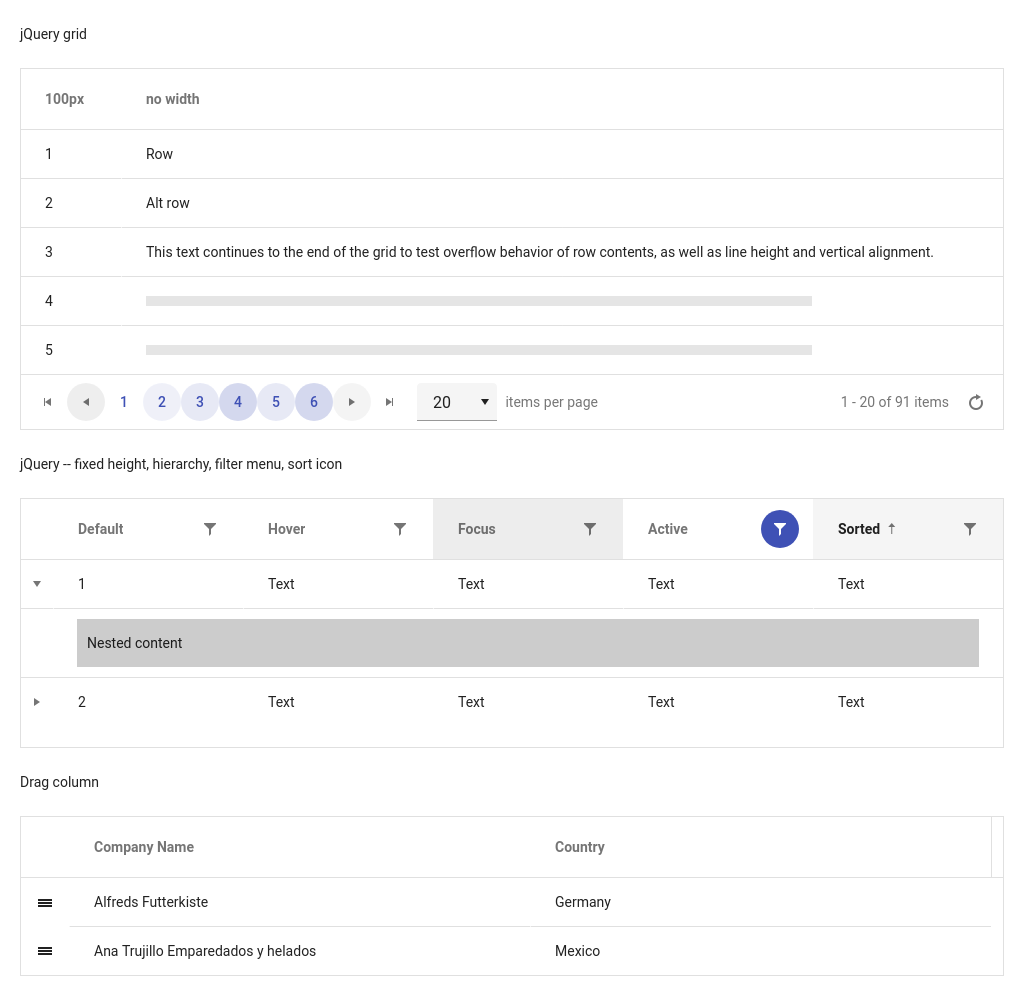 jQuery grid
100px no width
1 Row
2 Alt row
3 This text continues to the end of the grid to test overflow behavior of row contents, as well as line height and vertical alignment.
4
5
1 2 3 4 5 6 20 items per page 1 - 20 of 91 items
jQuery -- fixed height, hierarchy, filter menu, sort icon
Default Hover Focus Active Sorted
1 Text Text Text Text
Nested content
2 Text Text Text Text
Drag column
Company Name Country
Alfreds Futterkiste Germany
Ana Trujillo Emparedados y helados Mexico